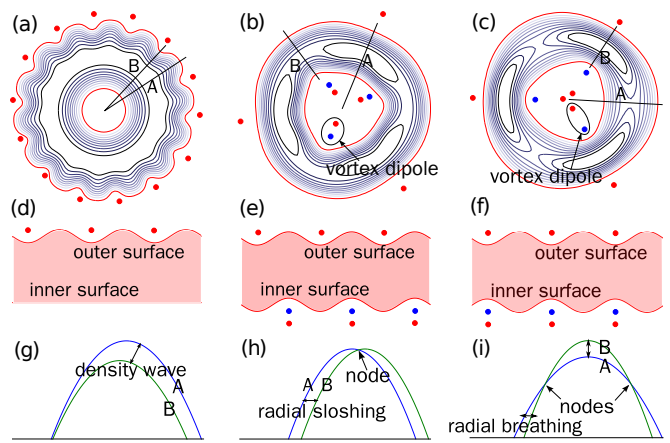 (a) (b) (c)
B
A
B
A
B
A
vortex dipole
vortex dipole
(d) (e) (f)
outer surface outer surface outer surface
inner surface inner surface inner surface
(g) (h) (i)
density wave
A
B
A B
node
radial sloshing
B
A
nodes
radial breathing